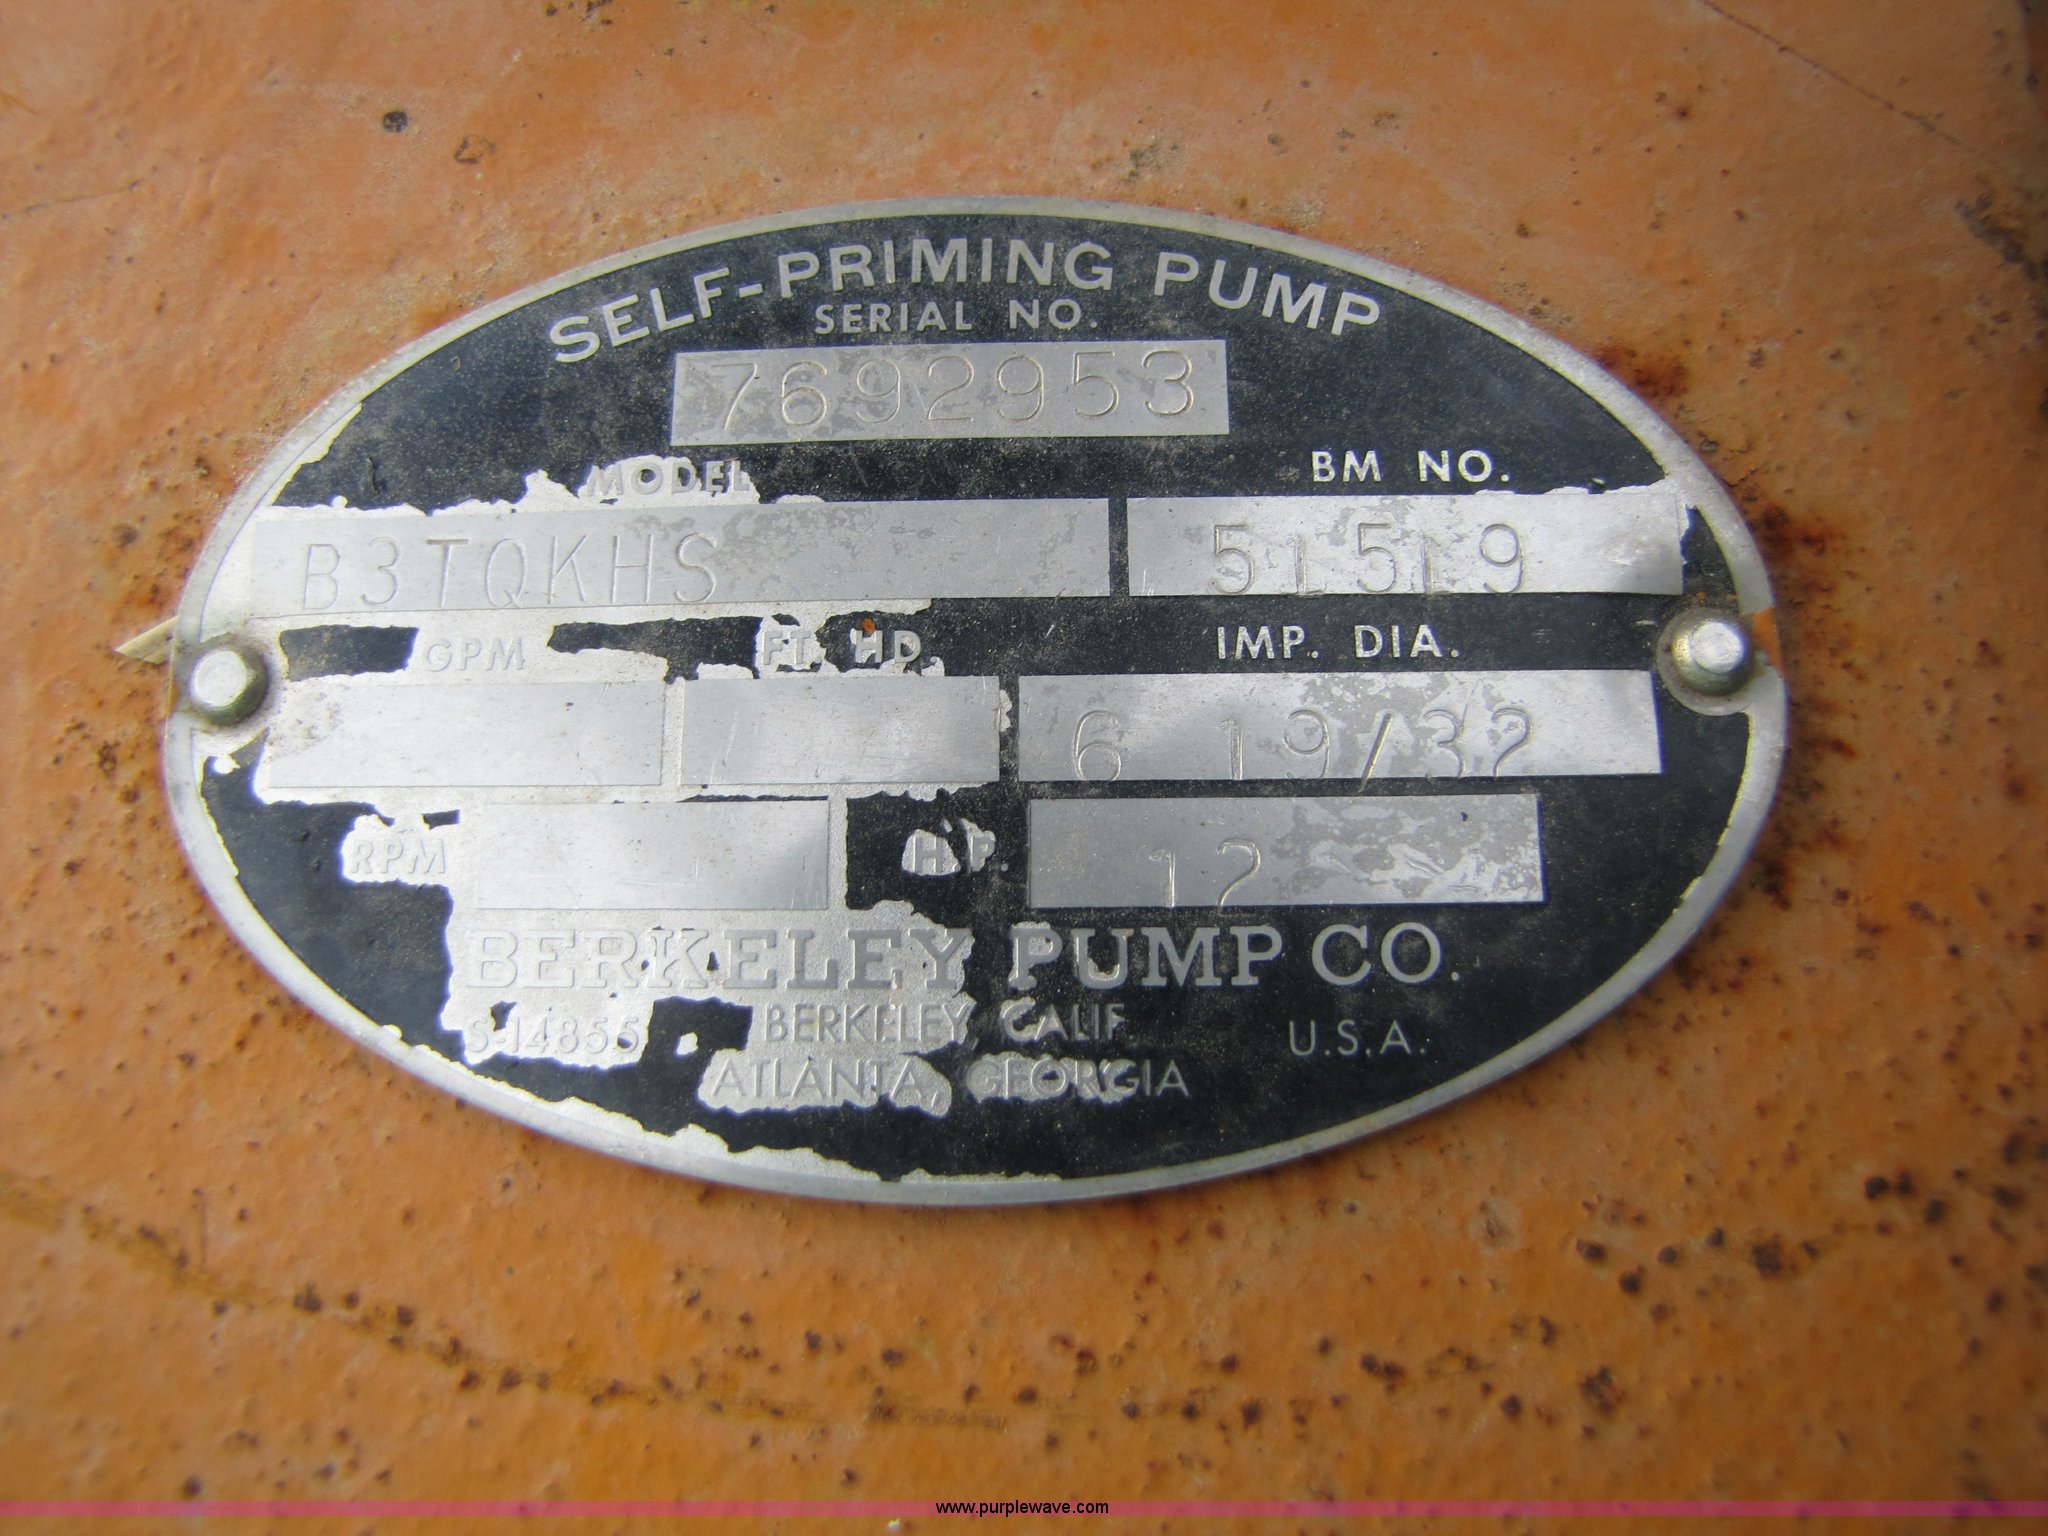 SELF-PRIMING PUMP
SERIAL NO.
7692953
MODEL BM NO.
B3TQKHS 51519
GPM FT. HD. IMP. DIA.
6 19/32
RPM H.P. 12
BERKELEY PUMP CO.
S-14855 BERKELEY, CALIF. U.S.A.
ATLANTA, GEORGIA
www.purplewave.com